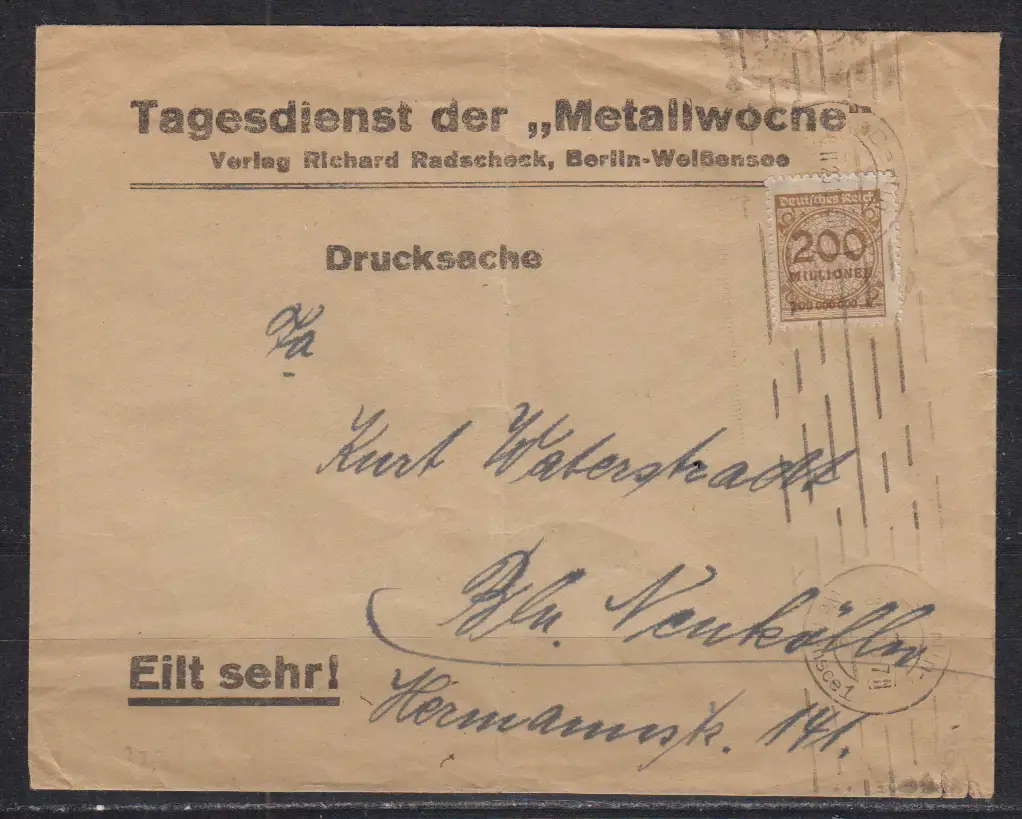 Tagesdienst der „Metallwoche"
Verlag Richard Radscheck, Berlin-Weißensee
Deutsches Reich
200
MILLIONEN
Drucksache
Fa
Kurt Waterstradt
Bln. Neukölln
Eilt sehr!
Hermannstr. 141.